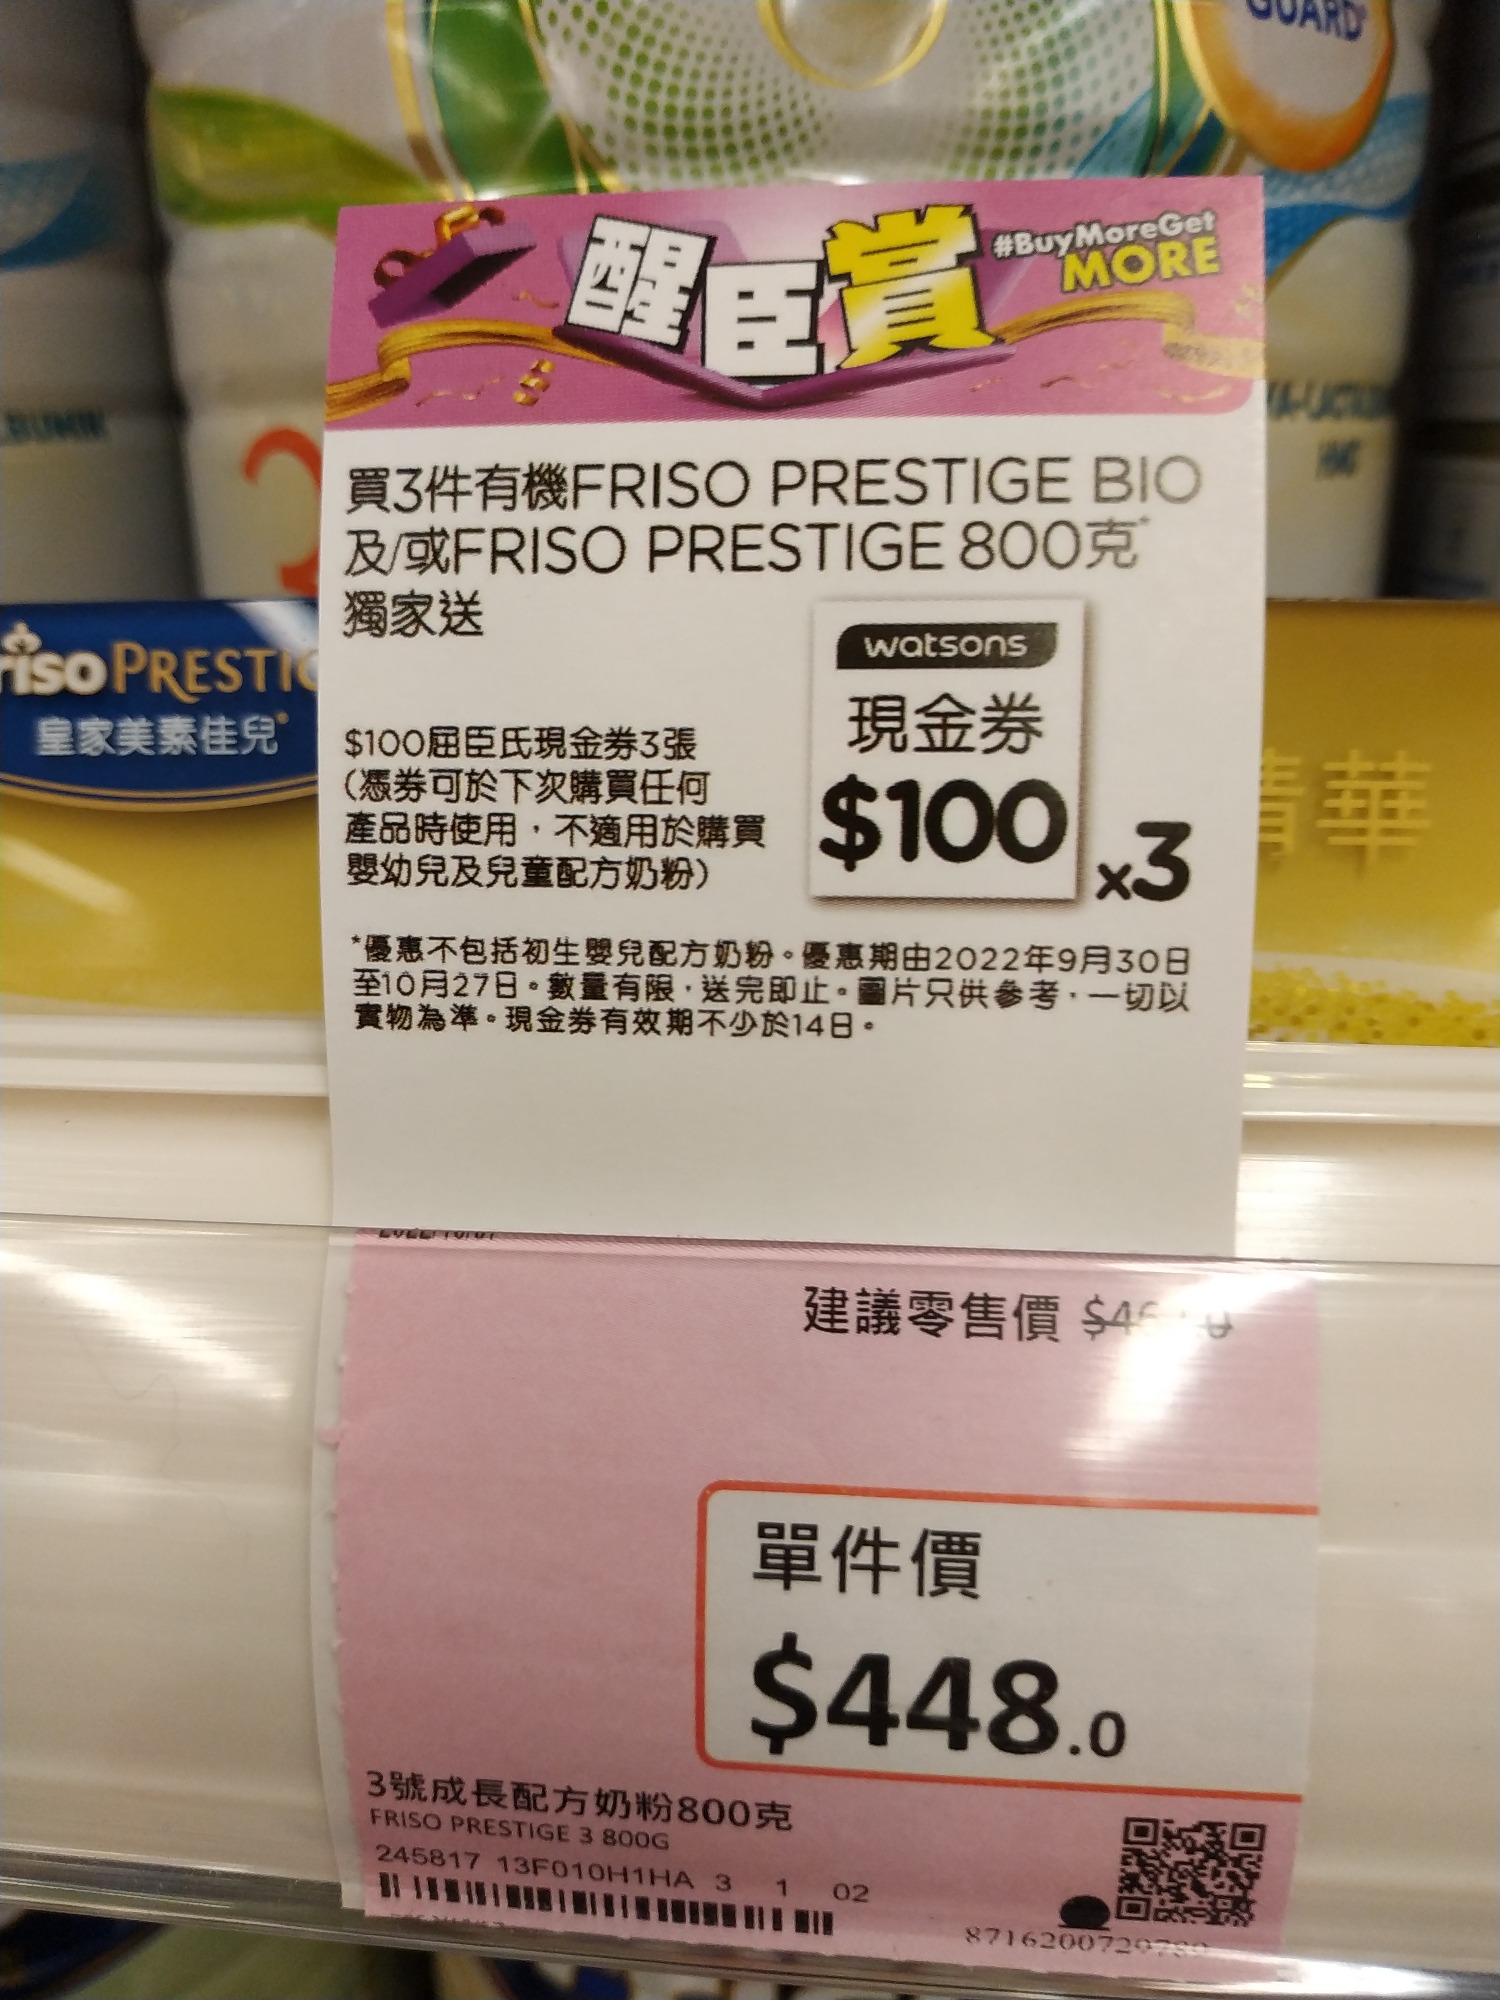 GUARD
醒臣賞
#BuyMoreGet
MORE
買3件有機FRISO PRESTIGE BIO
及/或FRISO PRESTIGE 800克*
獨家送
watsons
現金券
$100
x3
$100屈臣氏現金券3張
(憑券可於下次購買任何
產品時使用，不適用於購買
嬰幼兒及兒童配方奶粉)
*優惠不包括初生嬰兒配方奶粉。優惠期由2022年9月30日
至10月27日。數量有限，送完即止。圖片只供參考，一切以
實物為準。現金券有效期不少於14日。
riso PRESTIG
皇家美素佳兒
華
建議零售價
單件價
$448.0
3號成長配方奶粉800克
FRISO PRESTIGE 3 800G
245817 13F010H1HA 3 1 02